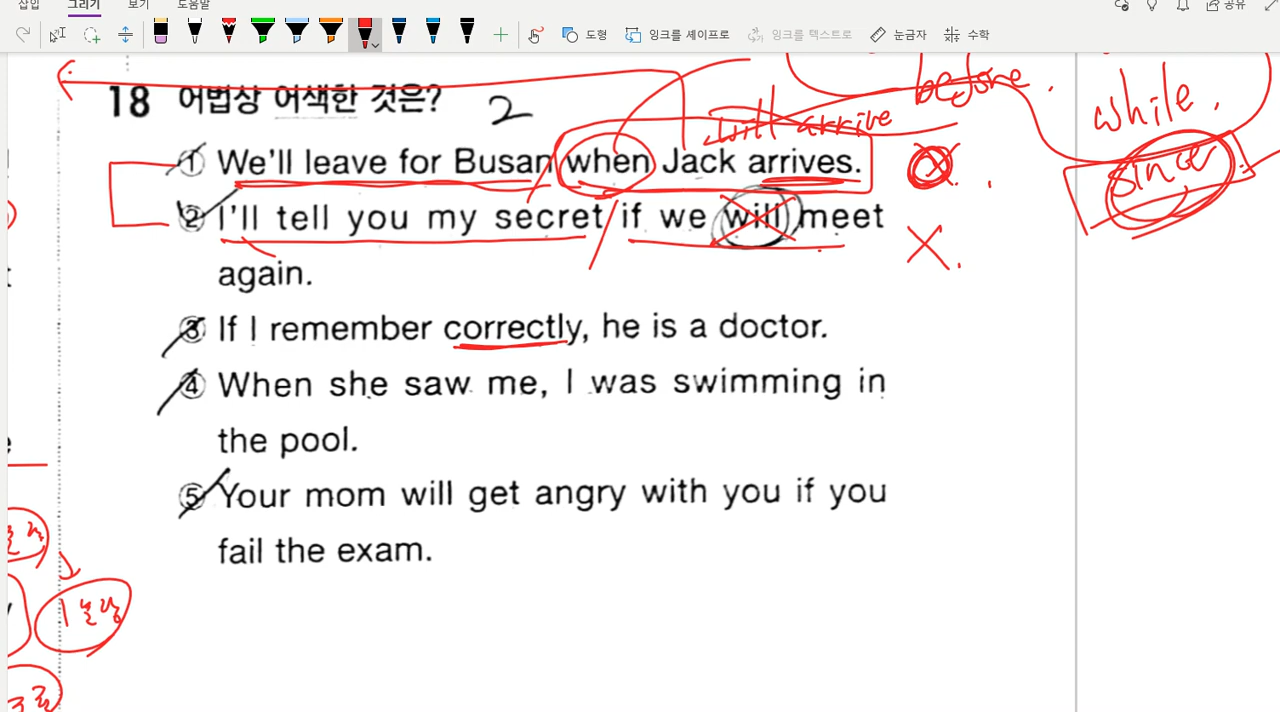 삽입 그리기 보기 도움말 공유
도형 잉크를 셰이프로 잉크를 텍스트로 눈금자 수학
before.
while.
since
18 어법상 어색한 것은? 2
will arrive
① We'll leave for Busan when Jack arrives.
② I'll tell you my secret if we will meet
again.
③ If I remember correctly, he is a doctor.
④ When she saw me, I was swimming in
the pool.
⑤ Your mom will get angry with you if you
fail the exam.